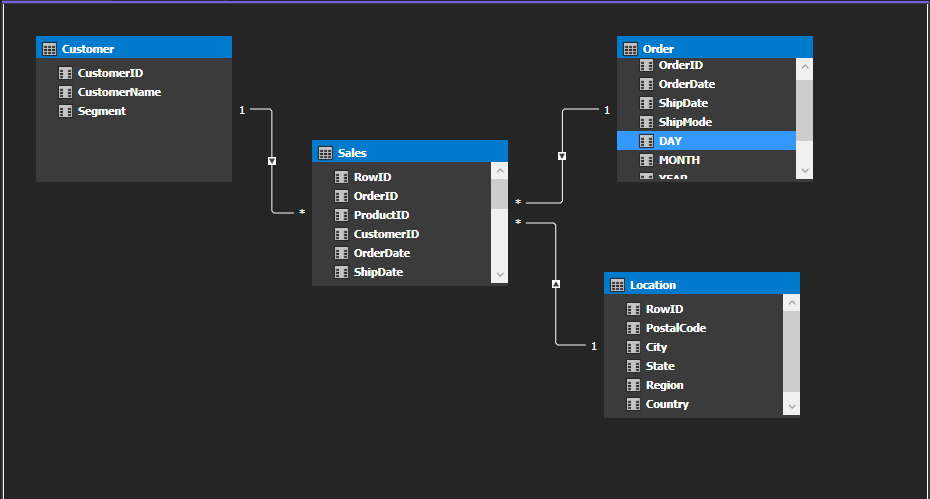 Customer
CustomerID
CustomerName
Segment
1
*
Sales
RowID
OrderID
ProductID
CustomerID
OrderDate
ShipDate
Order
OrderID
OrderDate
ShipDate
ShipMode
DAY
MONTH
YEAR
1
*
*
1
Location
RowID
PostalCode
City
State
Region
Country